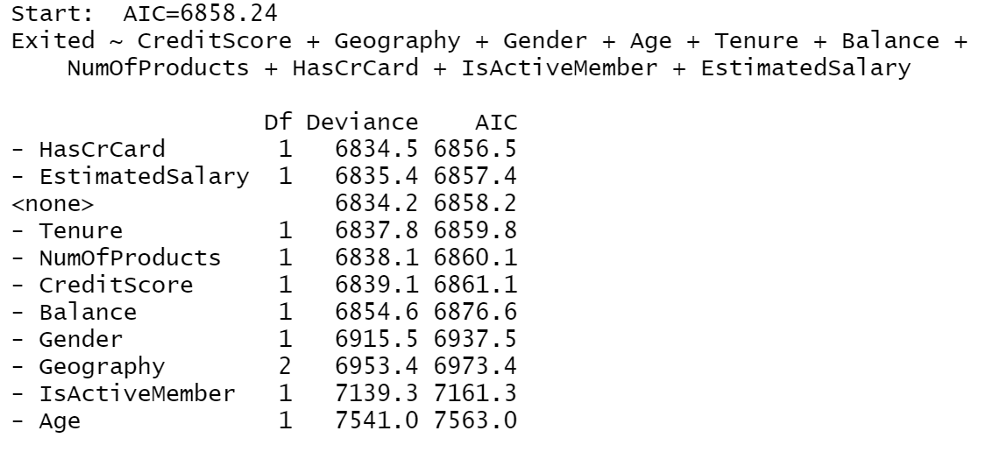 Start:  AIC=6858.24
Exited ~ CreditScore + Geography + Gender + Age + Tenure + Balance +
    NumOfProducts + HasCrCard + IsActiveMember + EstimatedSalary

                  Df Deviance    AIC
- HasCrCard        1   6834.5 6856.5
- EstimatedSalary  1   6835.4 6857.4
<none>                 6834.2 6858.2
- Tenure           1   6837.8 6859.8
- NumOfProducts    1   6838.1 6860.1
- CreditScore      1   6839.1 6861.1
- Balance          1   6854.6 6876.6
- Gender           1   6915.5 6937.5
- Geography        2   6953.4 6973.4
- IsActiveMember   1   7139.3 7161.3
- Age              1   7541.0 7563.0